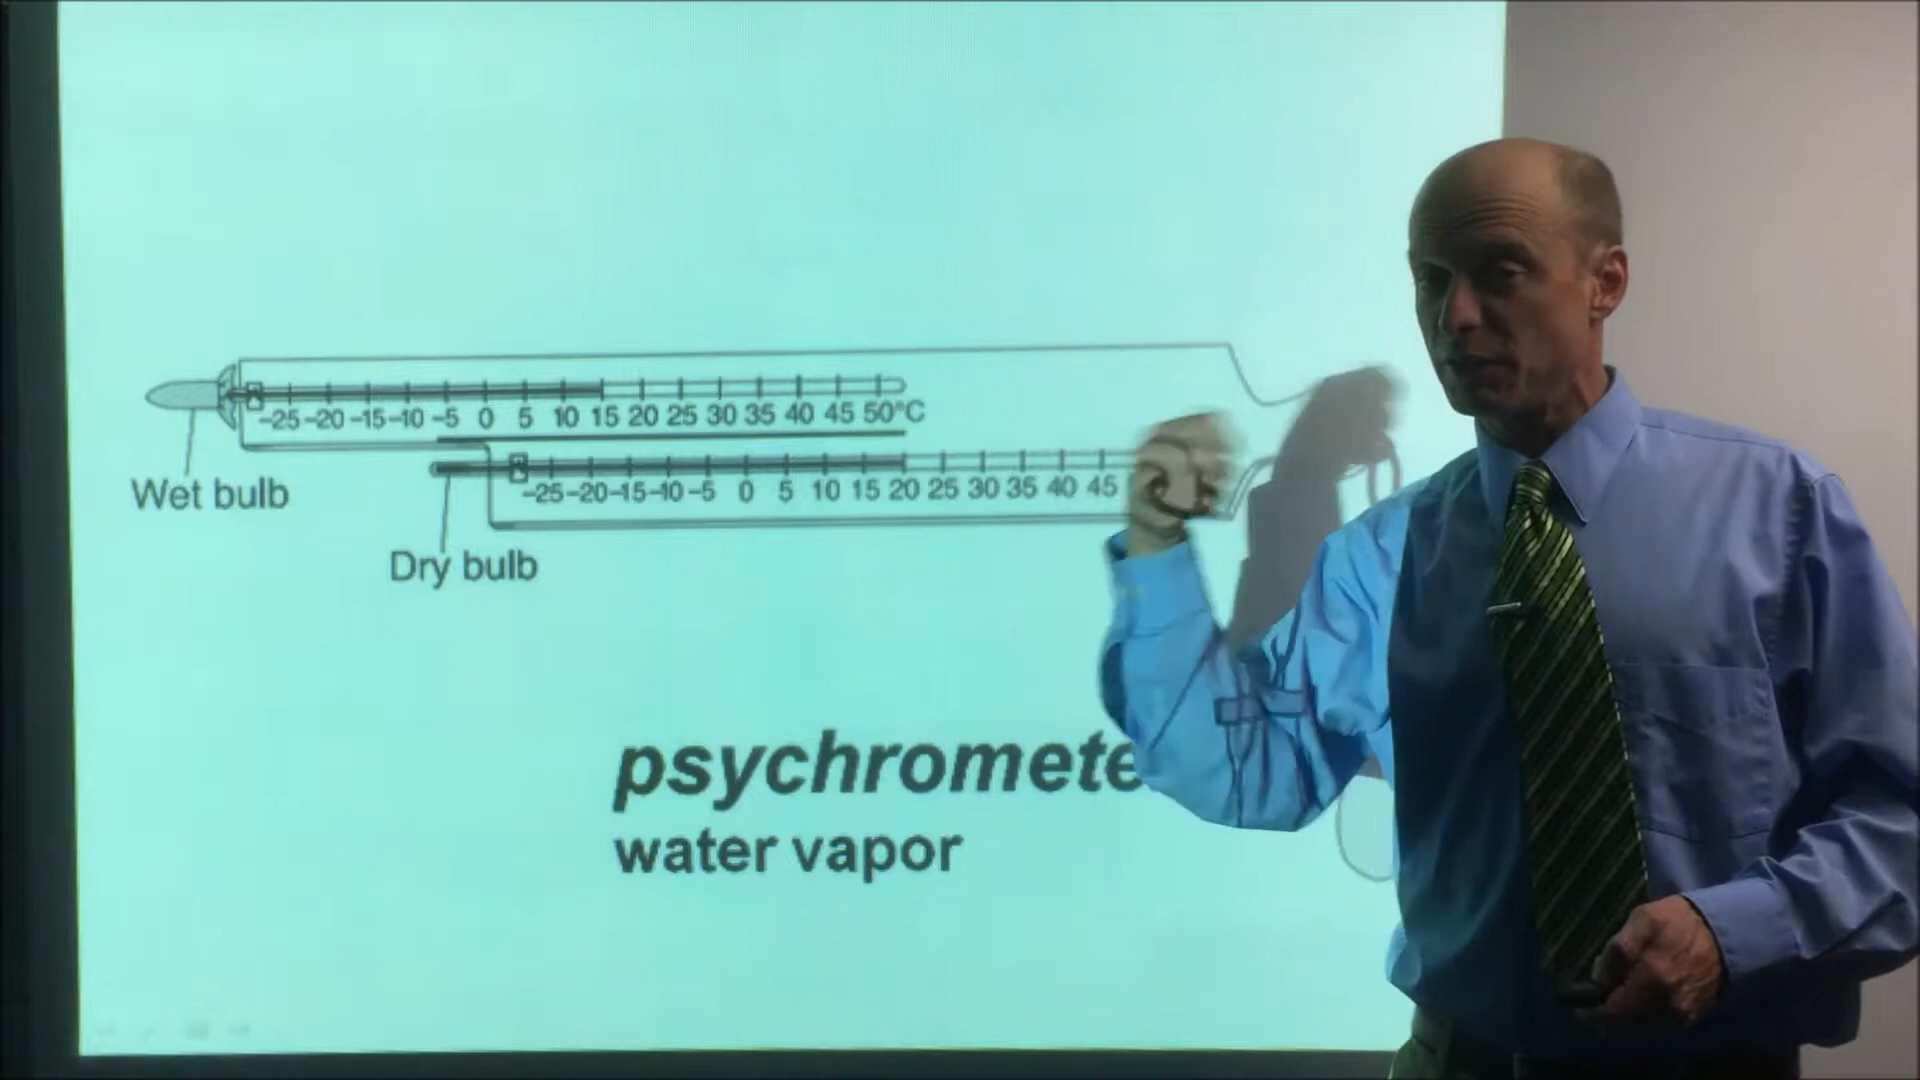 -25 -20 -15 -10 -5 0 5 10 15 20 25 30 35 40 45 50°C
-25 -20 -15 -10 -5 0 5 10 15 20 25 30 35 40 45
Wet bulb
Dry bulb
psychromete
water vapor